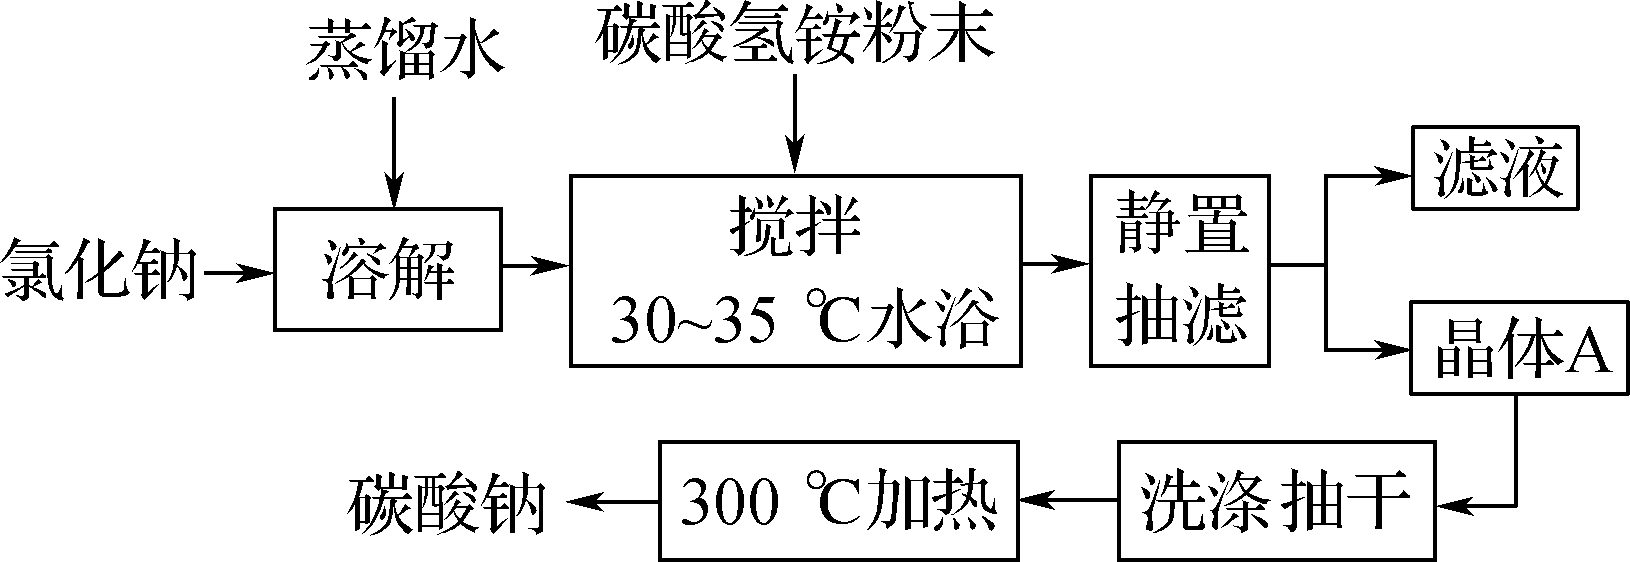 蒸馏水
碳酸氢铵粉末
氯化钠
溶解
搅拌
30~35 ℃水浴
静置
抽滤
滤液
晶体A
洗涤 抽干
300 ℃加热
碳酸钠